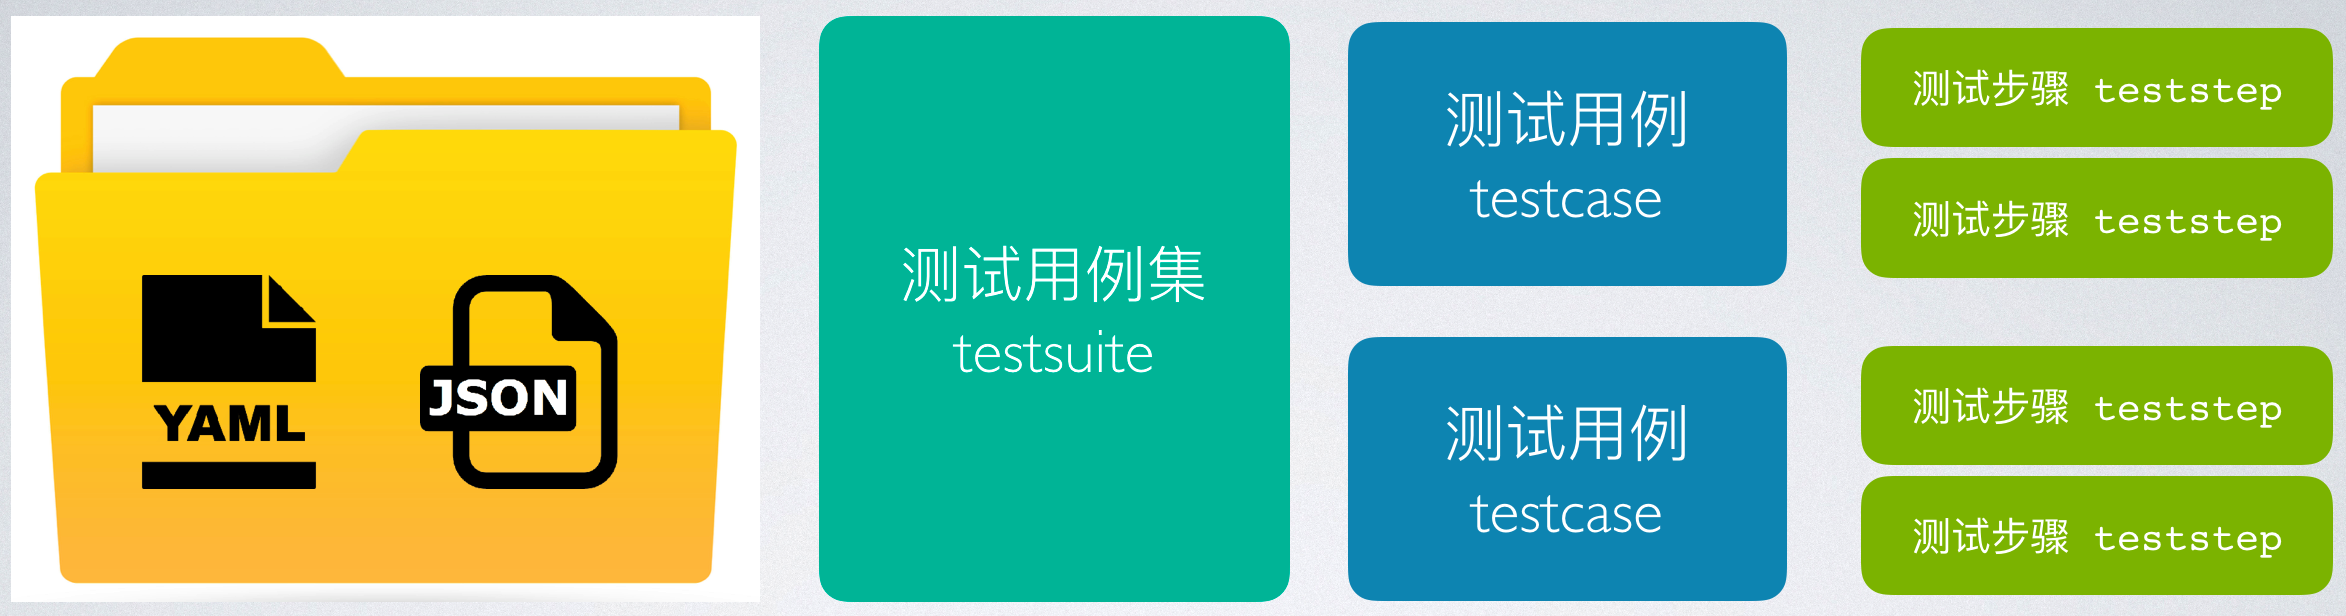 YAML
JSON
测试用例集
testsuite
测试用例
testcase
测试用例
testcase
测试步骤 teststep
测试步骤 teststep
测试步骤 teststep
测试步骤 teststep